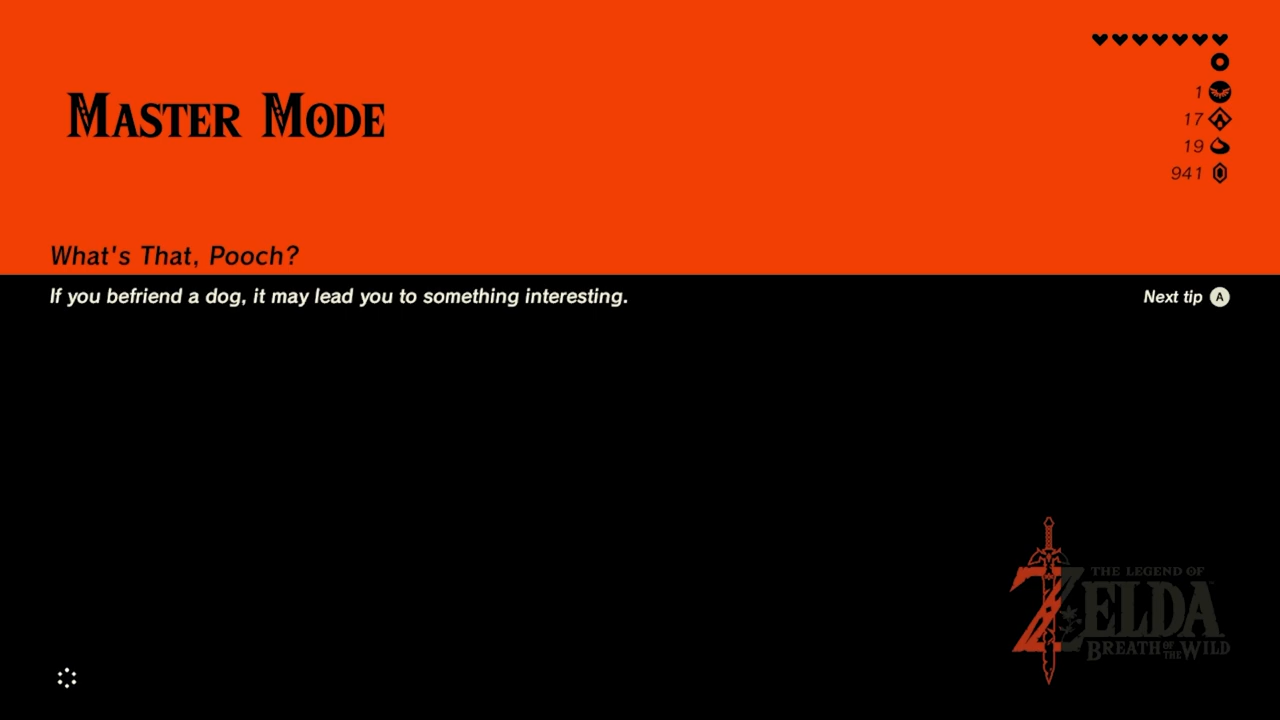 MASTER MODE
1
17
19
941
What's That, Pooch?
If you befriend a dog, it may lead you to something interesting.
Next tip A
THE LEGEND OF
ZELDA
BREATH OF THE WILD